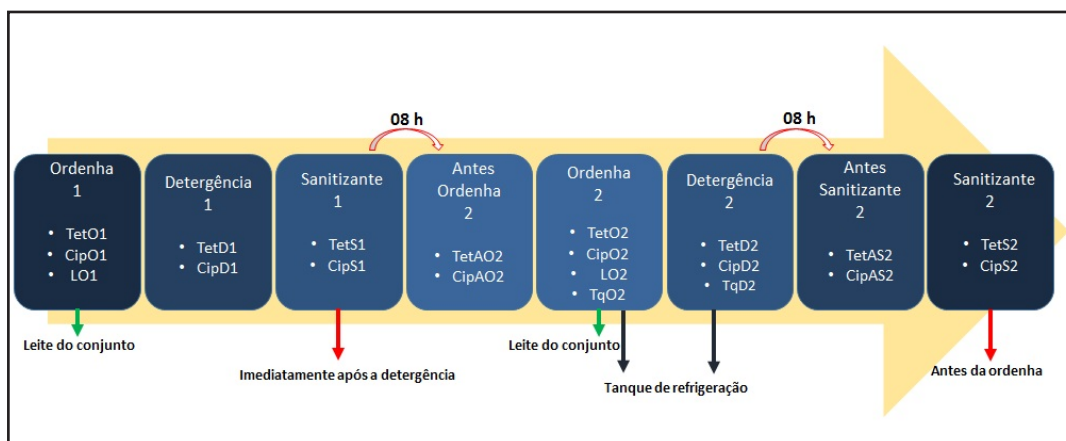 08 h
08 h
Ordenha
1
• TetO1
• CipO1
• LO1
Detergência
1
• TetD1
• CipD1
Sanitizante
1
• TetS1
• CipS1
Antes
Ordenha
2
• TetAO2
• CipAO2
Ordenha
2
• TetO2
• CipO2
• LO2
• TqO2
Detergência
2
• TetD2
• CipD2
• TqD2
Antes
Sanitizante
2
• TetAS2
• CipAS2
Sanitizante
2
• TetS2
• CipS2
Leite do conjunto
Imediatamente após a detergência
Leite do conjunto
Tanque de refrigeração
Antes da ordenha